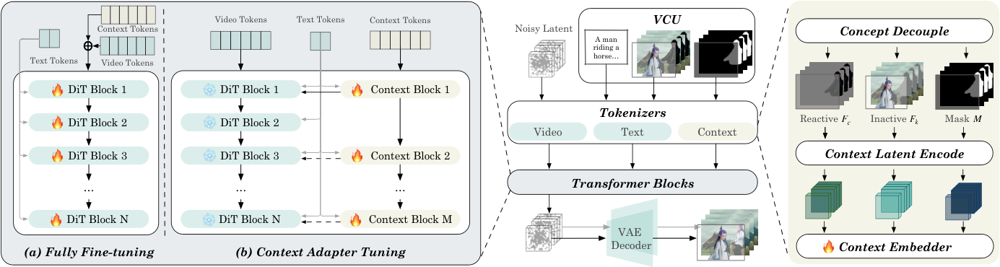 Context Tokens
Text Tokens
Video Tokens
DiT Block 1
DiT Block 2
DiT Block 3
...
DiT Block N
(a) Fully Fine-tuning
Video Tokens
Text Tokens
Context Tokens
DiT Block 1
Context Block 1
DiT Block 2
DiT Block 3
Context Block 2
...
...
DiT Block N
Context Block M
(b) Context Adapter Tuning
Noisy Latent
VCU
A man
riding a
horse...
Tokenizers
Video
Text
Context
Transformer Blocks
VAE
Decoder
Concept Decouple
Reactive F_c
Inactive F_k
Mask M
Context Latent Encode
Context Embedder